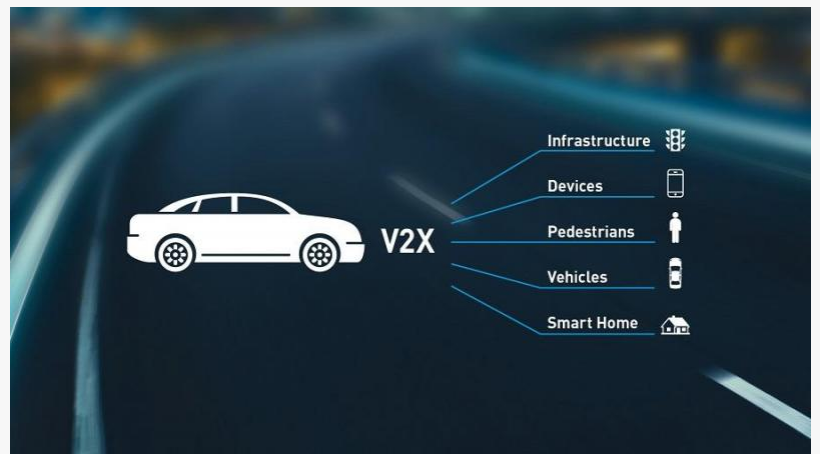 V2X
Infrastructure
Devices
Pedestrians
Vehicles
Smart Home